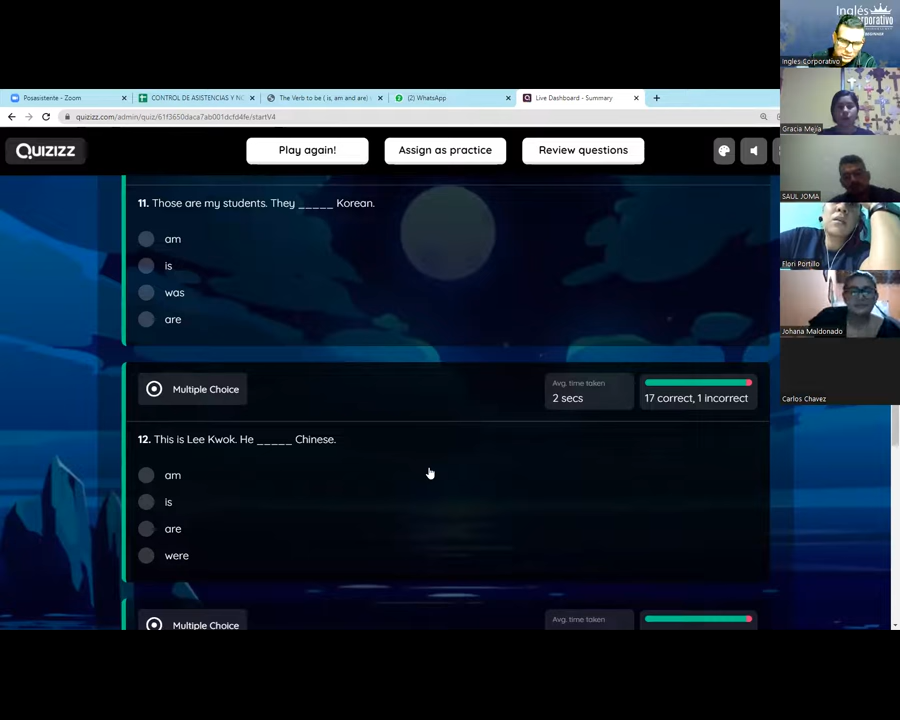 Posasistente - Zoom
CONTROL DE ASISTENCIAS Y NO
The Verb to be ( is, am and are)
(2) WhatsApp
Live Dashboard - Summary
quizizz.com/admin/quiz/61f3650daca7ab001dcfd4fe/startV4
Quizizz
Play again!
Assign as practice
Review questions
11. Those are my students. They _____ Korean.
am
is
was
are
Multiple Choice
Avg. time taken
2 secs
17 correct, 1 incorrect
12. This is Lee Kwok. He _____ Chinese.
am
is
are
were
Multiple Choice
Avg. time taken
Inglés
Corporativo
Ingles Corporativo
Gracia Mejia
SAUL JOMA
Flori Portillo
Johana Maldonado
Carlos Chavez